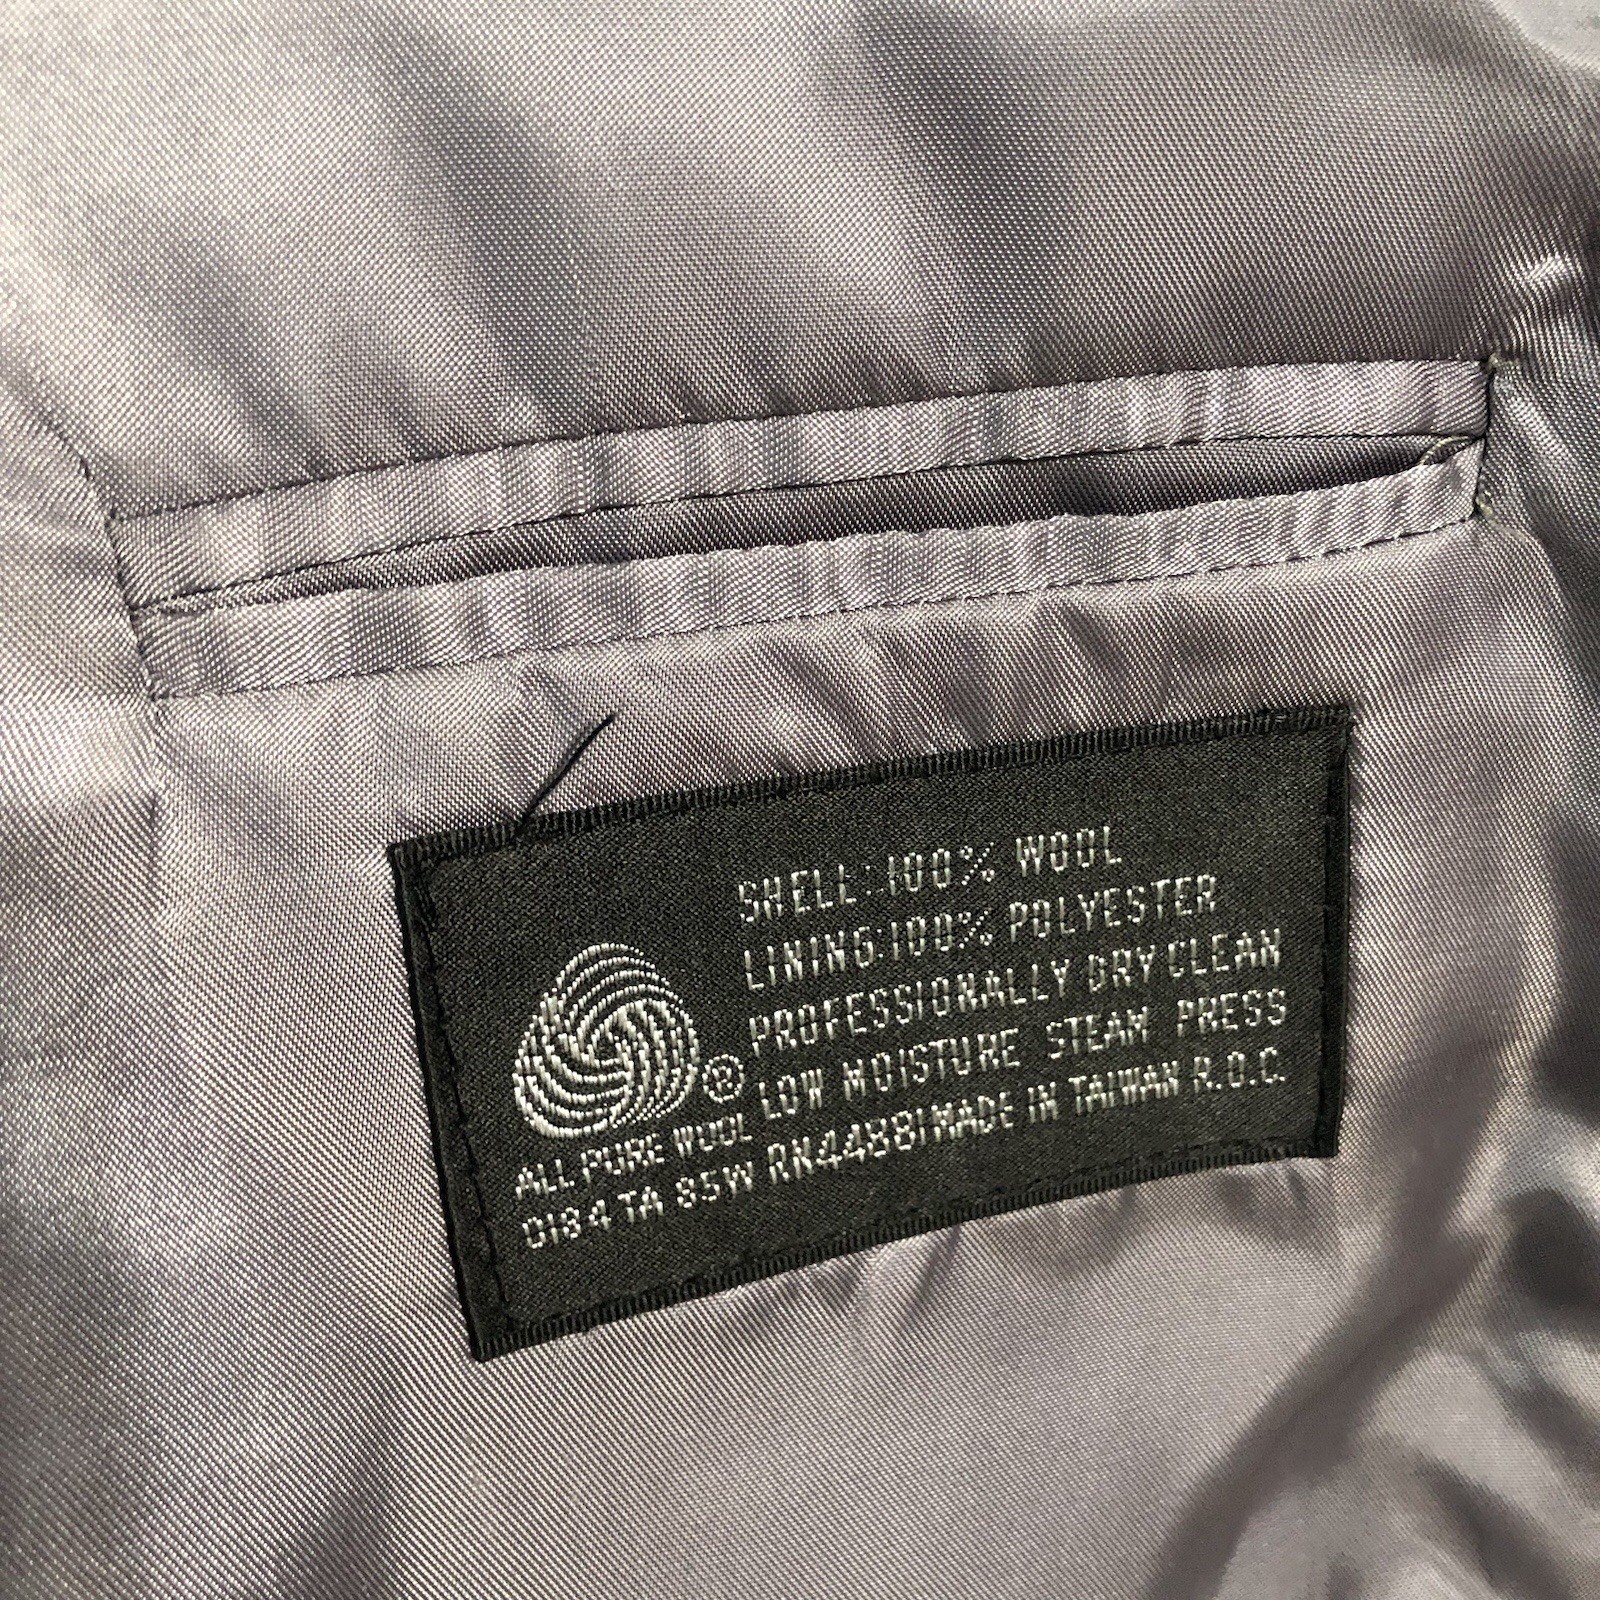 SHELL: 100% WOOL
LINING: 100% POLYESTER
PROFESSIONALLY DRY CLEAN
LOW MOISTURE STEAM PRESS
®
ALL PURE WOOL
0184 TA 85W RN44881 MADE IN TAIWAN R.O.C.